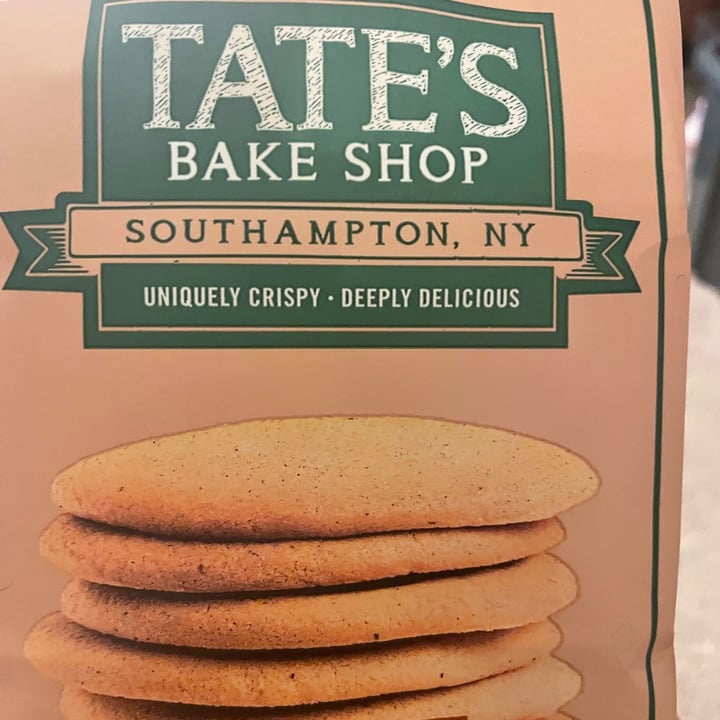 TATE'S
BAKE SHOP
SOUTHAMPTON, NY
UNIQUELY CRISPY · DEEPLY DELICIOUS